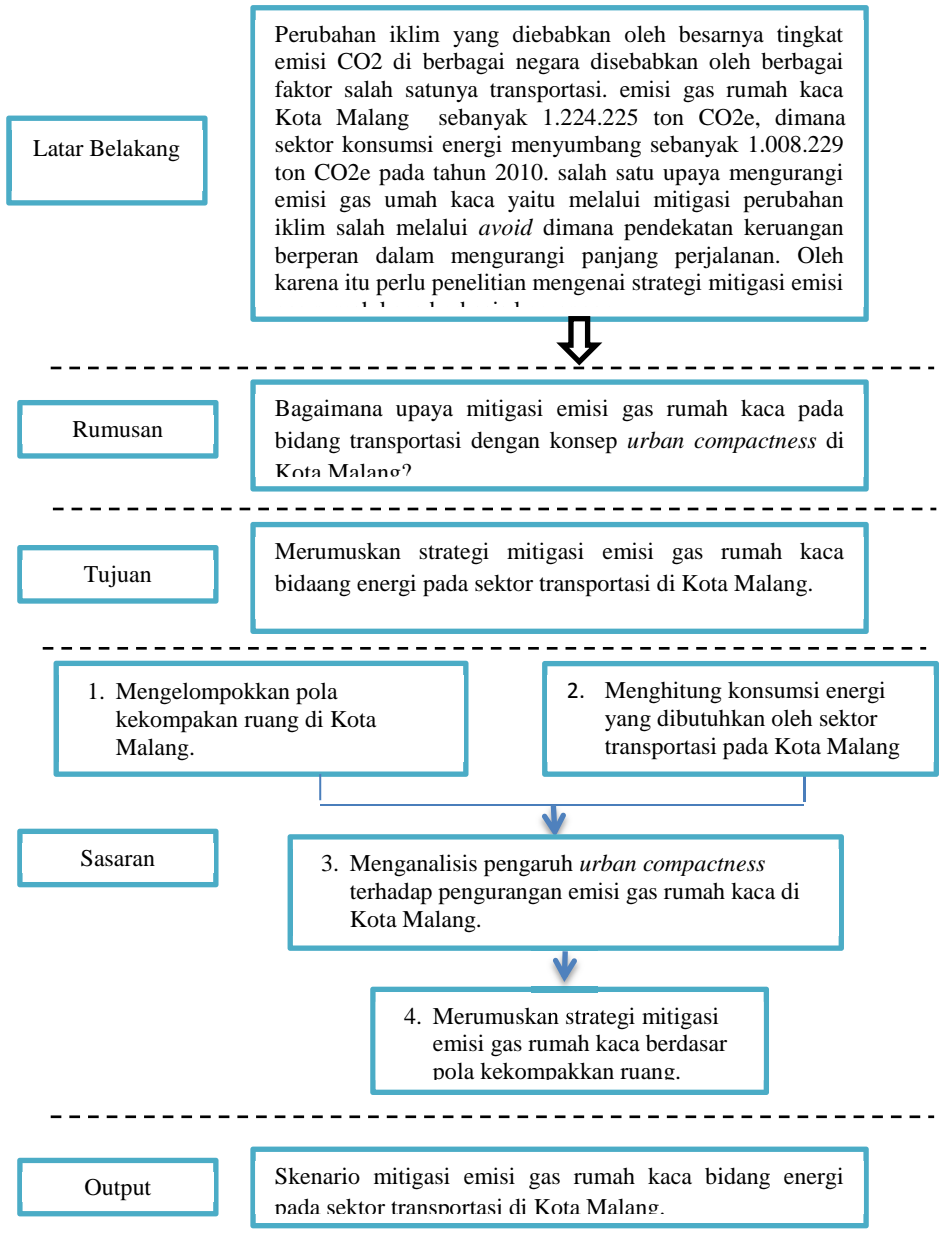 Latar Belakang
Perubahan iklim yang diebabkan oleh besarnya tingkat
emisi CO2 di berbagai negara disebabkan oleh berbagai
faktor salah satunya transportasi. emisi gas rumah kaca
Kota Malang sebanyak 1.224.225 ton CO2e, dimana
sektor konsumsi energi menyumbang sebanyak 1.008.229
ton CO2e pada tahun 2010. salah satu upaya mengurangi
emisi gas umah kaca yaitu melalui mitigasi perubahan
iklim salah melalui avoid dimana pendekatan keruangan
berperan dalam mengurangi panjang perjalanan. Oleh
karena itu perlu penelitian mengenai strategi mitigasi emisi
Rumusan
Bagaimana upaya mitigasi emisi gas rumah kaca pada
bidang transportasi dengan konsep urban compactness di
Kota Malang?
Tujuan
Merumuskan strategi mitigasi emisi gas rumah kaca
bidaang energi pada sektor transportasi di Kota Malang.
Sasaran
1. Mengelompokkan pola
kekompakan ruang di Kota
Malang.
2. Menghitung konsumsi energi
yang dibutuhkan oleh sektor
transportasi pada Kota Malang
3. Menganalisis pengaruh urban compactness
terhadap pengurangan emisi gas rumah kaca di
Kota Malang.
4. Merumuskan strategi mitigasi
emisi gas rumah kaca berdasar
pola kekompakkan ruang.
Output
Skenario mitigasi emisi gas rumah kaca bidang energi
pada sektor transportasi di Kota Malang.